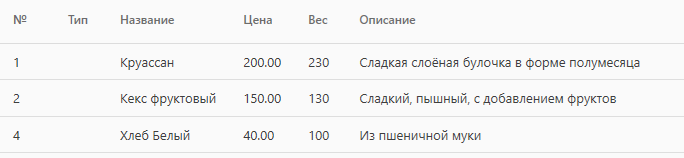 № Тип Название Цена Вес Описание
1 Круассан 200.00 230 Сладкая слоёная булочка в форме полумесяца
2 Кекс фруктовый 150.00 130 Сладкий, пышный, с добавлением фруктов
4 Хлеб Белый 40.00 100 Из пшеничной муки